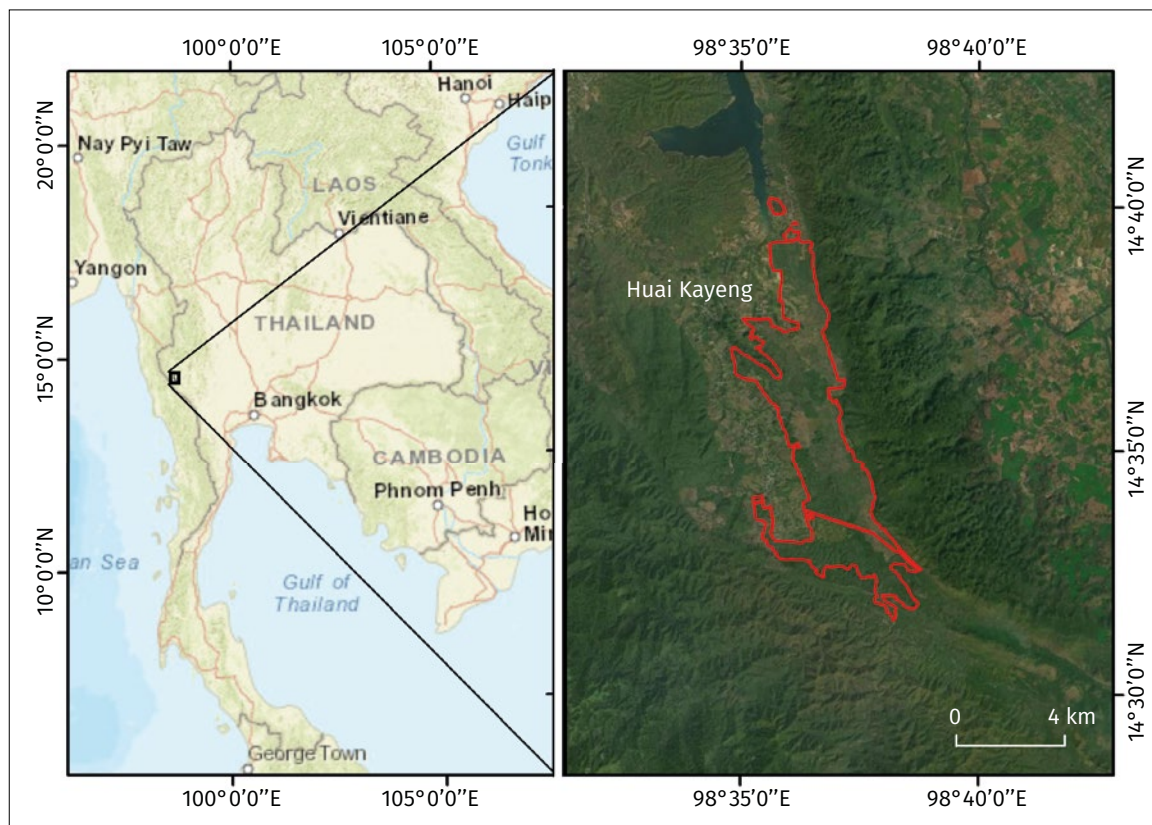 100°0’0’’E
105°0’0’’E
98°35’0’’E
98°40’0’’E
Hanoi
Haip
Nay Pyi Taw
Gulf
Tonk
LAOS
Vientiane
Yangon
THAILAND
Bangkok
CAMBODIA
Phnom Penh
Ho
Min
an Sea
Gulf of
Thailand
George Town
20°0’0’’N
15°0’0’’N
10°0’0’’N
Huai Kayeng
14°40’0’’N
14°35’0’’N
14°30’0’’N
0 4 km
100°0’0’’E
105°0’0’’E
98°35’0’’E
98°40’0’’E